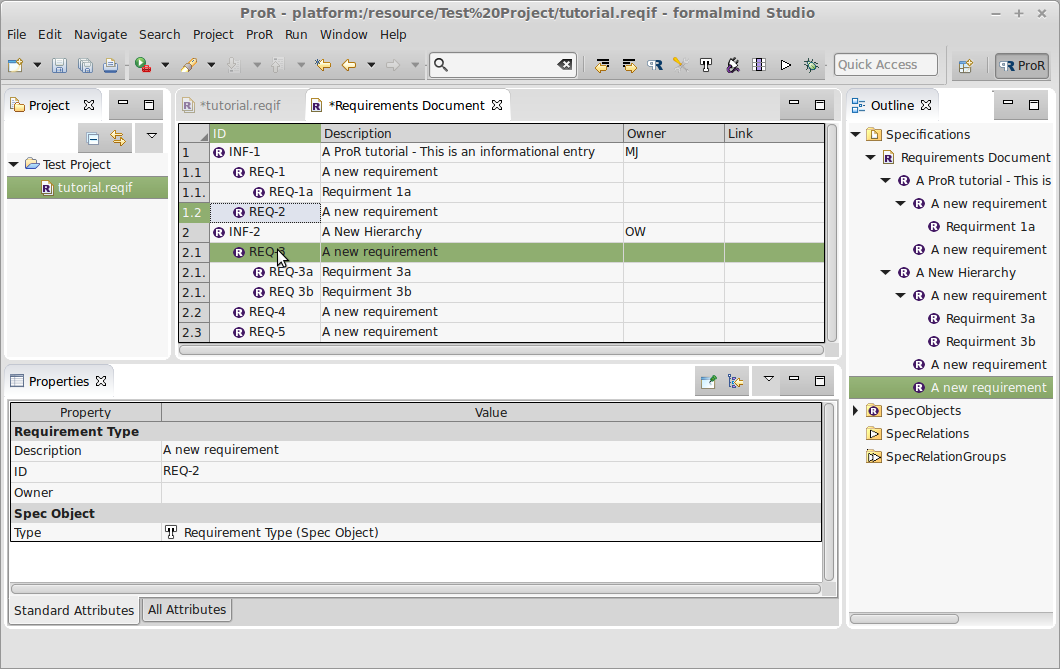 ProR - platform:/resource/Test%20Project/tutorial.reqif - formalmind Studio
File Edit Navigate Search Project ProR Run Window Help
Quick Access
ProR
Project
*tutorial.reqif
*Requirements Document
Outline
Test Project
tutorial.reqif
ID Description Owner Link
1 INF-1 A ProR tutorial - This is an informational entry MJ
1.1 REQ-1 A new requirement
1.1. REQ-1a Requirment 1a
1.2 REQ-2 A new requirement
2 INF-2 A New Hierarchy OW
2.1 A new requirement
2.1. REQ-3a Requirment 3a
2.1. REQ 3b Requirment 3b
2.2 REQ-4 A new requirement
2.3 REQ-5 A new requirement
Specifications
Requirements Document
A ProR tutorial - This is
A new requirement
Requirment 1a
A new requirement
A New Hierarchy
A new requirement
Requirment 3a
Requirment 3b
A new requirement
A new requirement
SpecObjects
SpecRelations
SpecRelationGroups
Properties
Property Value
Requirement Type
Description A new requirement
ID REQ-2
Owner
Spec Object
Type Requirement Type (Spec Object)
Standard Attributes All Attributes